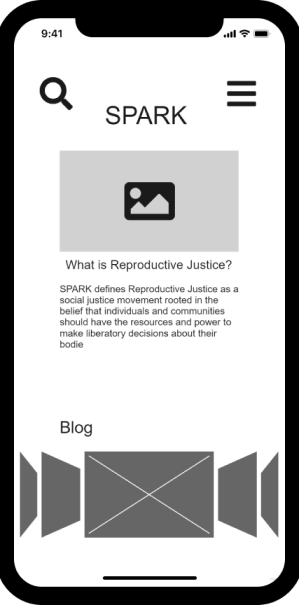 9:41
SPARK
What is Reproductive Justice?
SPARK defines Reproductive Justice as a
social justice movement rooted in the
belief that individuals and communities
should have the resources and power to
make liberatory decisions about their
bodie
Blog